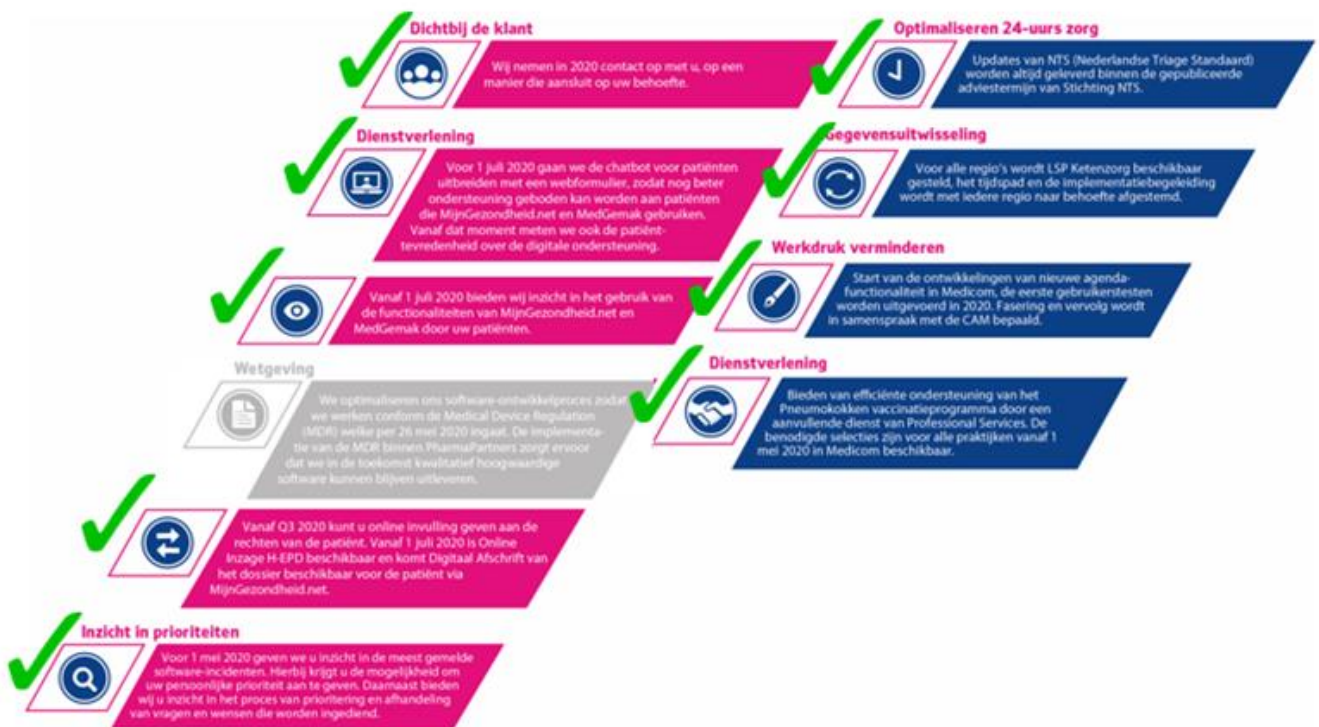 Dichtbij de klant
Wij nemen in 2020 contact op met u, op een
manier die aansluit op uw behoefte.
Dienstverlening
Voor 1 juli 2020 gaan we de chatbot voor patiënten
uitbreiden met een webformulier, zodat nog beter
ondersteuning geboden kan worden aan patiënten
die MijnGezondheid.net en MedGemak gebruiken.
Vanaf dat moment meten we ook de patiënt-
tevredenheid over de digitale ondersteuning.
Vanaf 1 juli 2020 bieden wij inzicht in het gebruik van
de functionaliteiten van MijnGezondheid.net en
MedGemak door uw patiënten.
Wetgeving
We optimaliseren ons software-ontwikkelproces zodat
we werken conform de Medical Device Regulation
(MDR) welke per 26 mei 2020 ingaat. De implementa-
tie van de MDR binnen PharmaPartners zorgt ervoor
dat we in de toekomst kwalitatief hoogwaardige
software kunnen blijven uitleveren.
Vanaf Q3 2020 kunt u online invulling geven aan de
rechten van de patiënt. Vanaf 1 juli 2020 is Online
Inzage H-EPD beschikbaar en komt Digitaal Afschrift van
het dossier beschikbaar voor de patiënt via
MijnGezondheid.net.
Inzicht in prioriteiten
Voor 1 mei 2020 geven we u inzicht in de meest gemelde
software-incidenten. Hierbij krijgt u de mogelijkheid om
uw persoonlijke prioriteit aan te geven. Daarnaast bieden
wij u inzicht in het proces van prioritering en afhandeling
van vragen en wensen die worden ingediend.
Optimaliseren 24-uurs zorg
Updates van NTS (Nederlandse Triage Standaard)
worden altijd geleverd binnen de gepubliceerde
adviestermijn van Stichting NTS.
Gegevensuitwisseling
Voor alle regio's wordt LSP Ketenzorg beschikbaar
gesteld, het tijdspad en de implementatiebegeleiding
wordt met iedere regio naar behoefte afgestemd.
Werkdruk verminderen
Start van de ontwikkelingen van nieuwe agenda-
functionaliteit in Medicom, de eerste gebruikerstesten
worden uitgevoerd in 2020. Fasering en vervolg wordt
in samenspraak met de CAM bepaald.
Dienstverlening
Bieden van efficiënte ondersteuning van het
Pneumokokken vaccinatieprogramma door een
aanvullende dienst van Professional Services. De
benodigde selecties zijn voor alle praktijken vanaf 1
mei 2020 in Medicom beschikbaar.